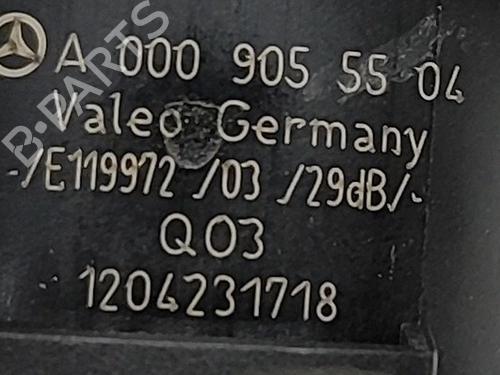 A 000 905 55 04
Valeo Germany
-/E119972/03/29dB/-
Q03
1204231718
B-PARTS